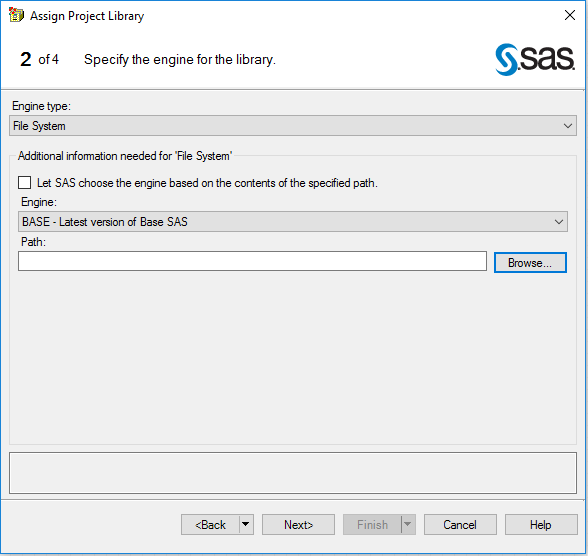 Assign Project Library
2 of 4 Specify the engine for the library.
sas
Engine type:
File System
Additional information needed for 'File System'
Let SAS choose the engine based on the contents of the specified path.
Engine:
BASE - Latest version of Base SAS
Path:
Browse...
<Back Next> Finish Cancel Help